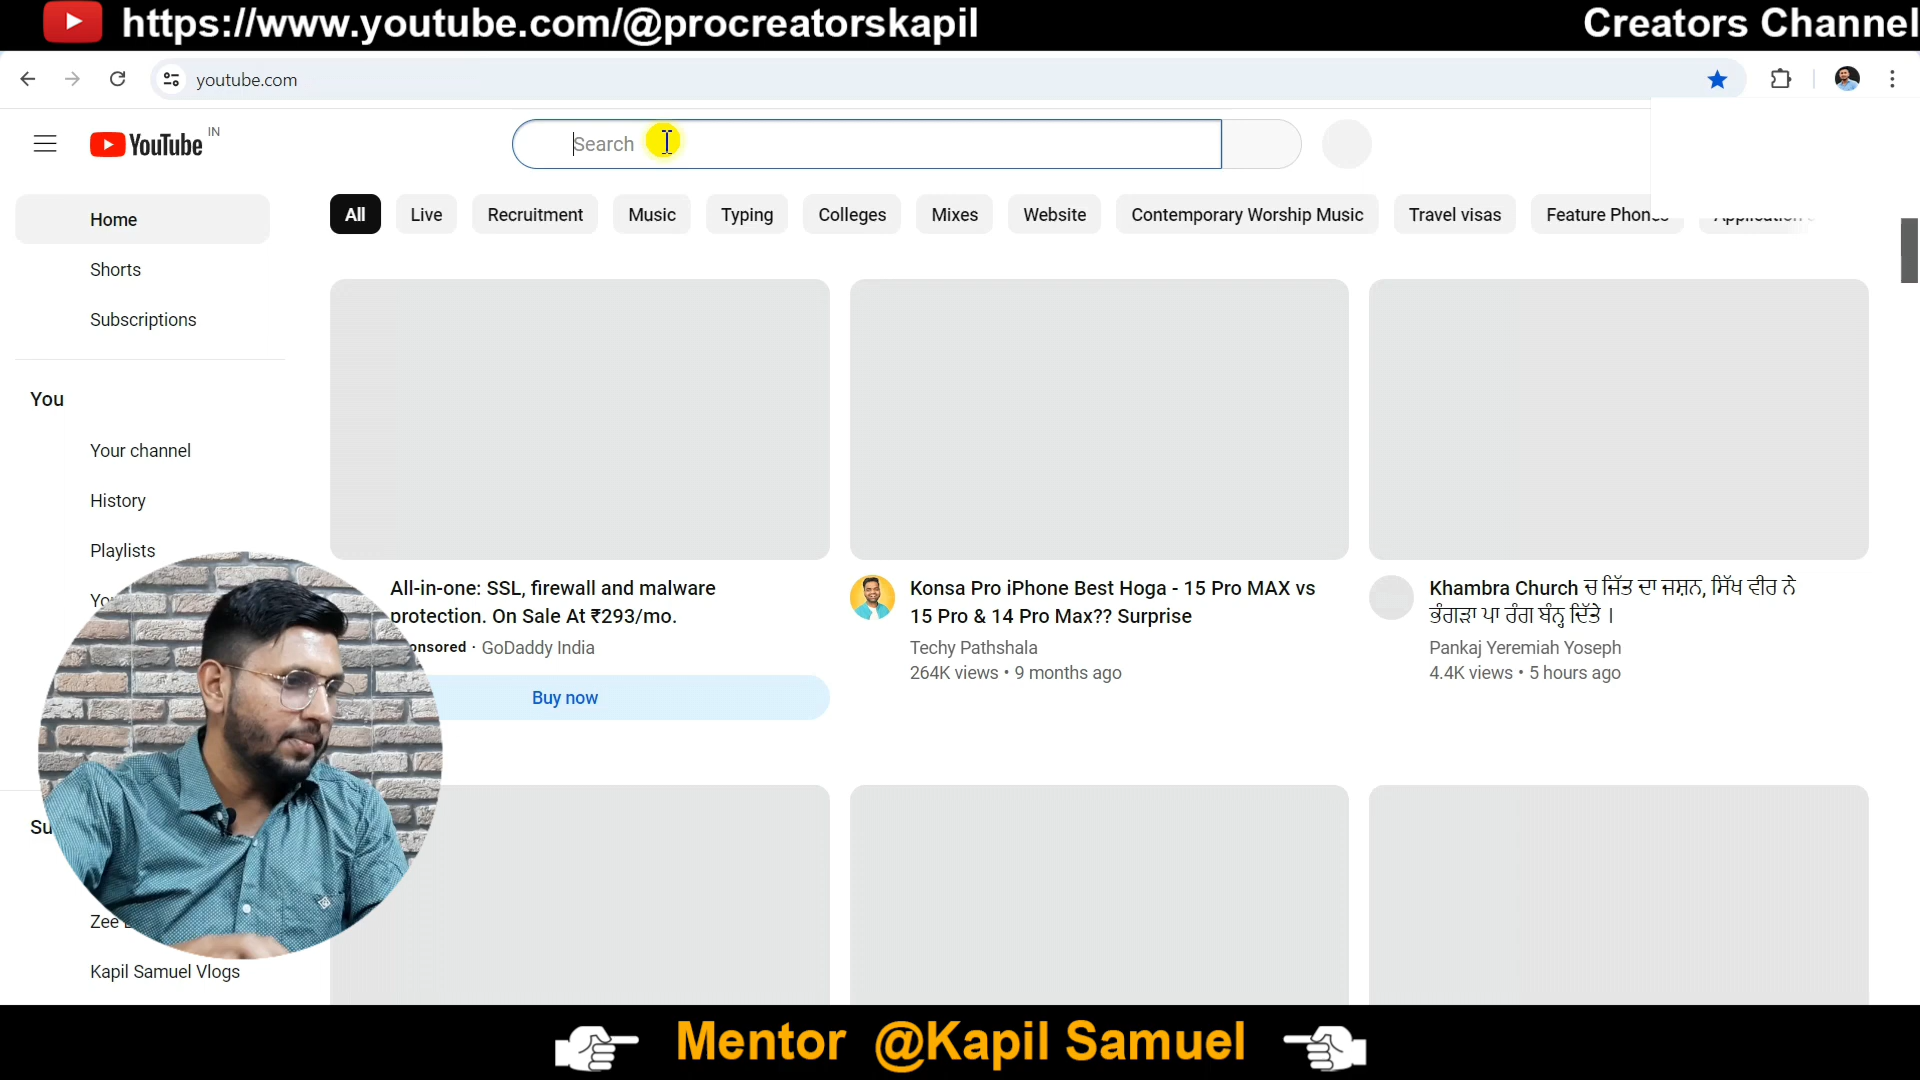 https://www.youtube.com/@procreatorskapil
Creators Channel
youtube.com
YouTube IN
Search
Home
Shorts
Subscriptions
You
Your channel
History
Playlists
All
Live
Recruitment
Music
Typing
Colleges
Mixes
Website
Contemporary Worship Music
Travel visas
Feature Phones
All-in-one: SSL, firewall and malware
protection. On Sale At ₹293/mo.
GoDaddy India
Buy now
Konsa Pro iPhone Best Hoga - 15 Pro MAX vs
15 Pro & 14 Pro Max?? Surprise
Techy Pathshala
264K views • 9 months ago
Khambra Church ਚ ਜਿੱਤ ਦਾ ਜਸ਼ਨ, ਸਿੱਖ ਵੀਰ ਨੇ
ਭੰਗੜਾ ਪਾ ਰੰਗ ਬੰਨ੍ਹ ਦਿੱਤੇ ।
Pankaj Yeremiah Yoseph
4.4K views • 5 hours ago
Zee
Kapil Samuel Vlogs
Mentor @Kapil Samuel